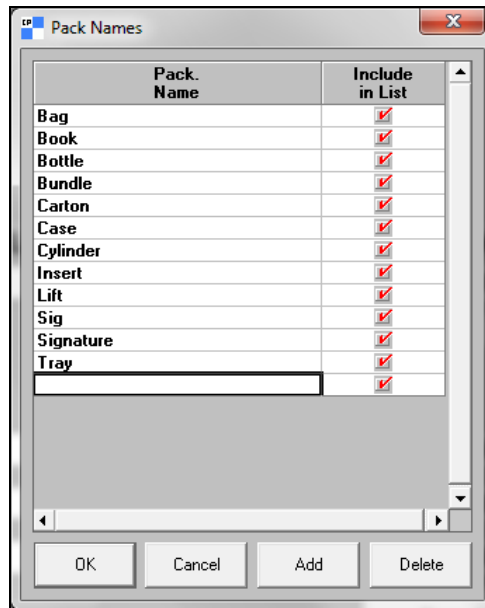 CP
Pack Names
Pack. Name
Include in List
Bag
Book
Bottle
Bundle
Carton
Case
Cylinder
Insert
Lift
Sig
Signature
Tray
OK Cancel Add Delete